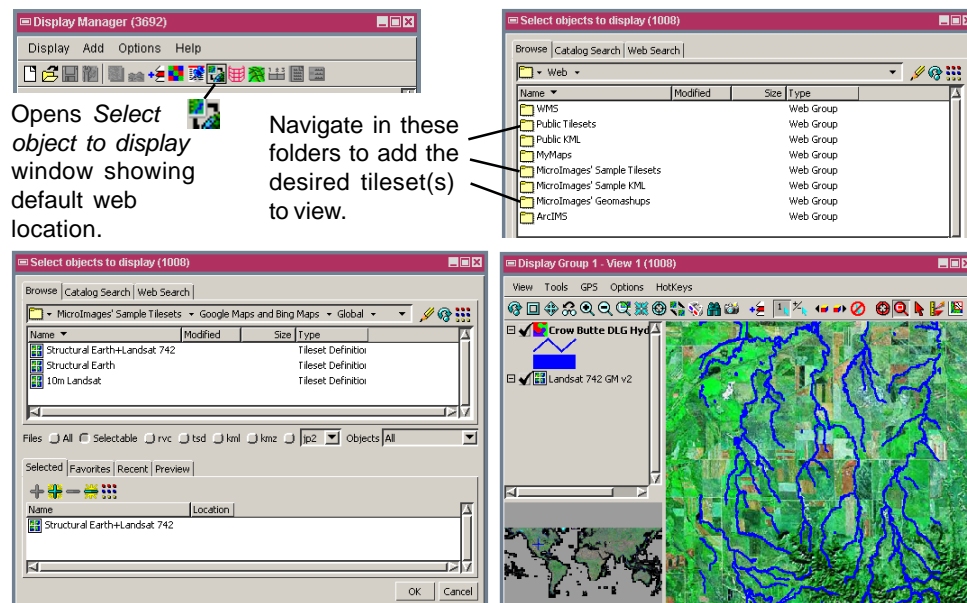 Display Manager (3692)
Display Add Options Help
Opens Select
object to display
window showing
default web
location.
Navigate in these
folders to add the
desired tileset(s)
to view.
Select objects to display (1008)
Browse Catalog Search Web Search
Web
Name Modified Size Type
WMS Web Group
Public Tilesets Web Group
Public KML Web Group
MyMaps Web Group
MicroImages' Sample Tilesets Web Group
MicroImages' Sample KML Web Group
MicroImages' Geomashups Web Group
ArcIMS Web Group
Select objects to display (1008)
Browse Catalog Search Web Search
MicroImages' Sample Tilesets Google Maps and Bing Maps Global
Name Modified Size Type
Structural Earth+Landsat 742 Tileset Definitio
Structural Earth Tileset Definitio
10m Landsat Tileset Definitio
Files All Selectable rvc tsd kml kmz jp2 Objects All
Selected Favorites Recent Preview
Name Location
Structural Earth+Landsat 742
OK Cancel
Display Group 1 - View 1 (1008)
View Tools GPS Options HotKeys
Crow Butte DLG Hyd
Landsat 742 GM v2